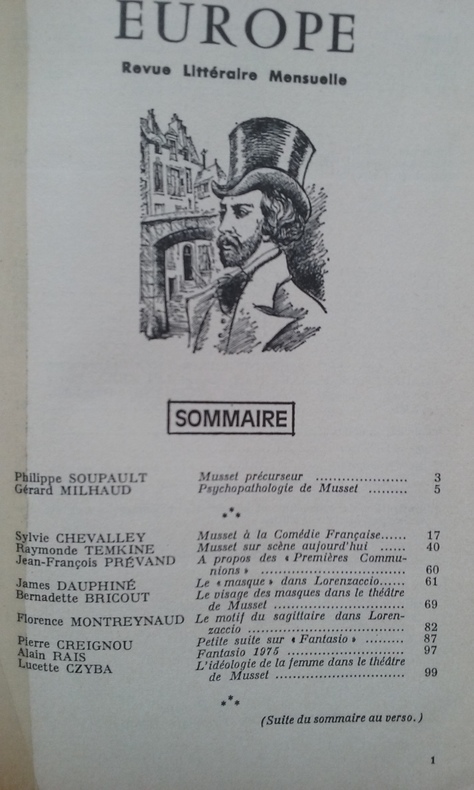 EUROPE
Revue Littéraire Mensuelle
SOMMAIRE
Philippe SOUPAULT Musset précurseur ..................... 3
Gérard MILHAUD Psychopathologie de Musset ......... 5
Sylvie CHEVALLEY Musset à la Comédie Française...... 17
Raymonde TEMKINE Musset sur scène aujourd'hui ...... 40
Jean-François PRÉVAND A propos des « Premières Commu-
nions » ................................. 60
James DAUPHINÉ Le « masque » dans Lorenzaccio...... 61
Bernadette BRICOUT Le visage des masques dans le théâtre
de Musset .............................. 69
Florence MONTREYNAUD Le motif du sagittaire dans Loren-
zaccio ................................... 82
Pierre CREIGNOU Petite suite sur « Fantasio » ......... 87
Alain RAIS Fantasio 1975 ........................... 97
Lucette CZYBA L'idéologie de la femme dans le théâtre
de Musset .............................. 99
(Suite du sommaire au verso.)
1